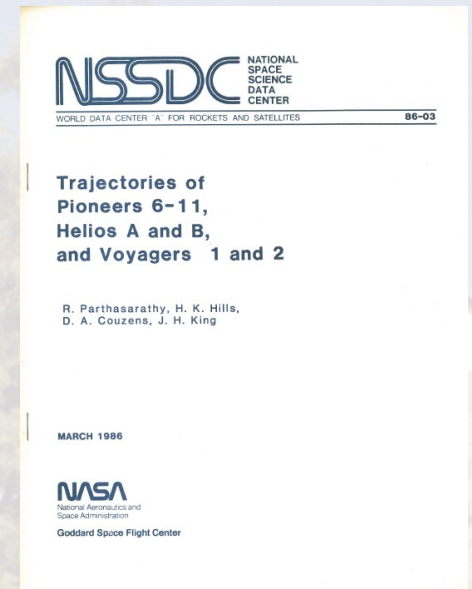 NSSDC
NATIONAL
SPACE
SCIENCE
DATA
CENTER
WORLD DATA CENTER "A" FOR ROCKETS AND SATELLITES 86-03
Trajectories of
Pioneers 6-11,
Helios A and B,
and Voyagers 1 and 2
R. Parthasarathy, H. K. Hills,
D. A. Couzens, J. H. King
MARCH 1986
NASA
National Aeronautics and
Space Administration
Goddard Space Flight Center